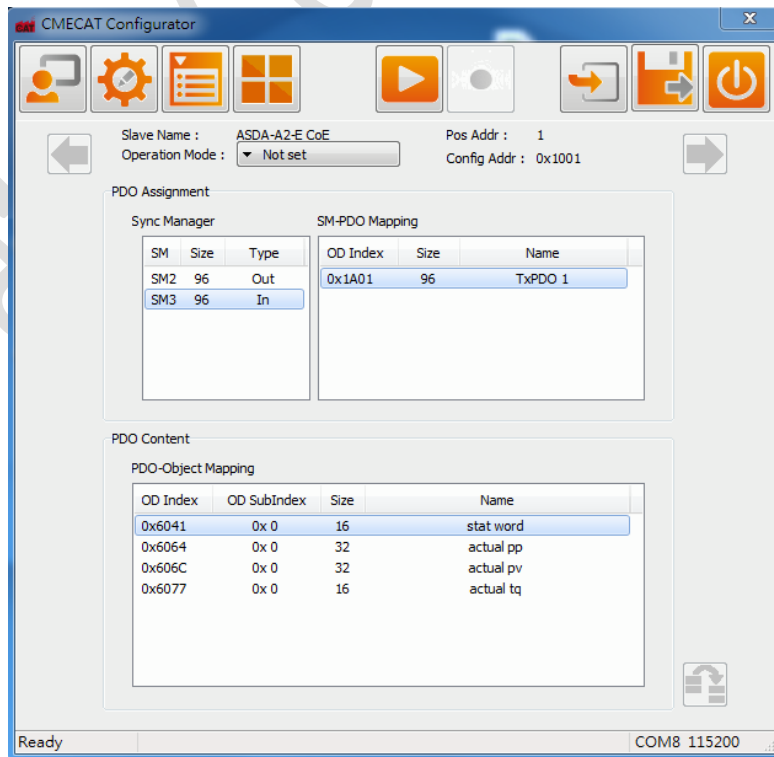 CAT CMECAT Configurator
x
Slave Name : ASDA-A2-E CoE Pos Addr : 1
Operation Mode : Not set Config Addr : 0x1001
PDO Assignment
Sync Manager SM-PDO Mapping
SM Size Type OD Index Size Name
SM2 96 Out 0x1A01 96 TxPDO 1
SM3 96 In
PDO Content
PDO-Object Mapping
OD Index OD SubIndex Size Name
0x6041 0x 0 16 stat word
0x6064 0x 0 32 actual pp
0x606C 0x 0 32 actual pv
0x6077 0x 0 16 actual tq
Ready COM8 115200